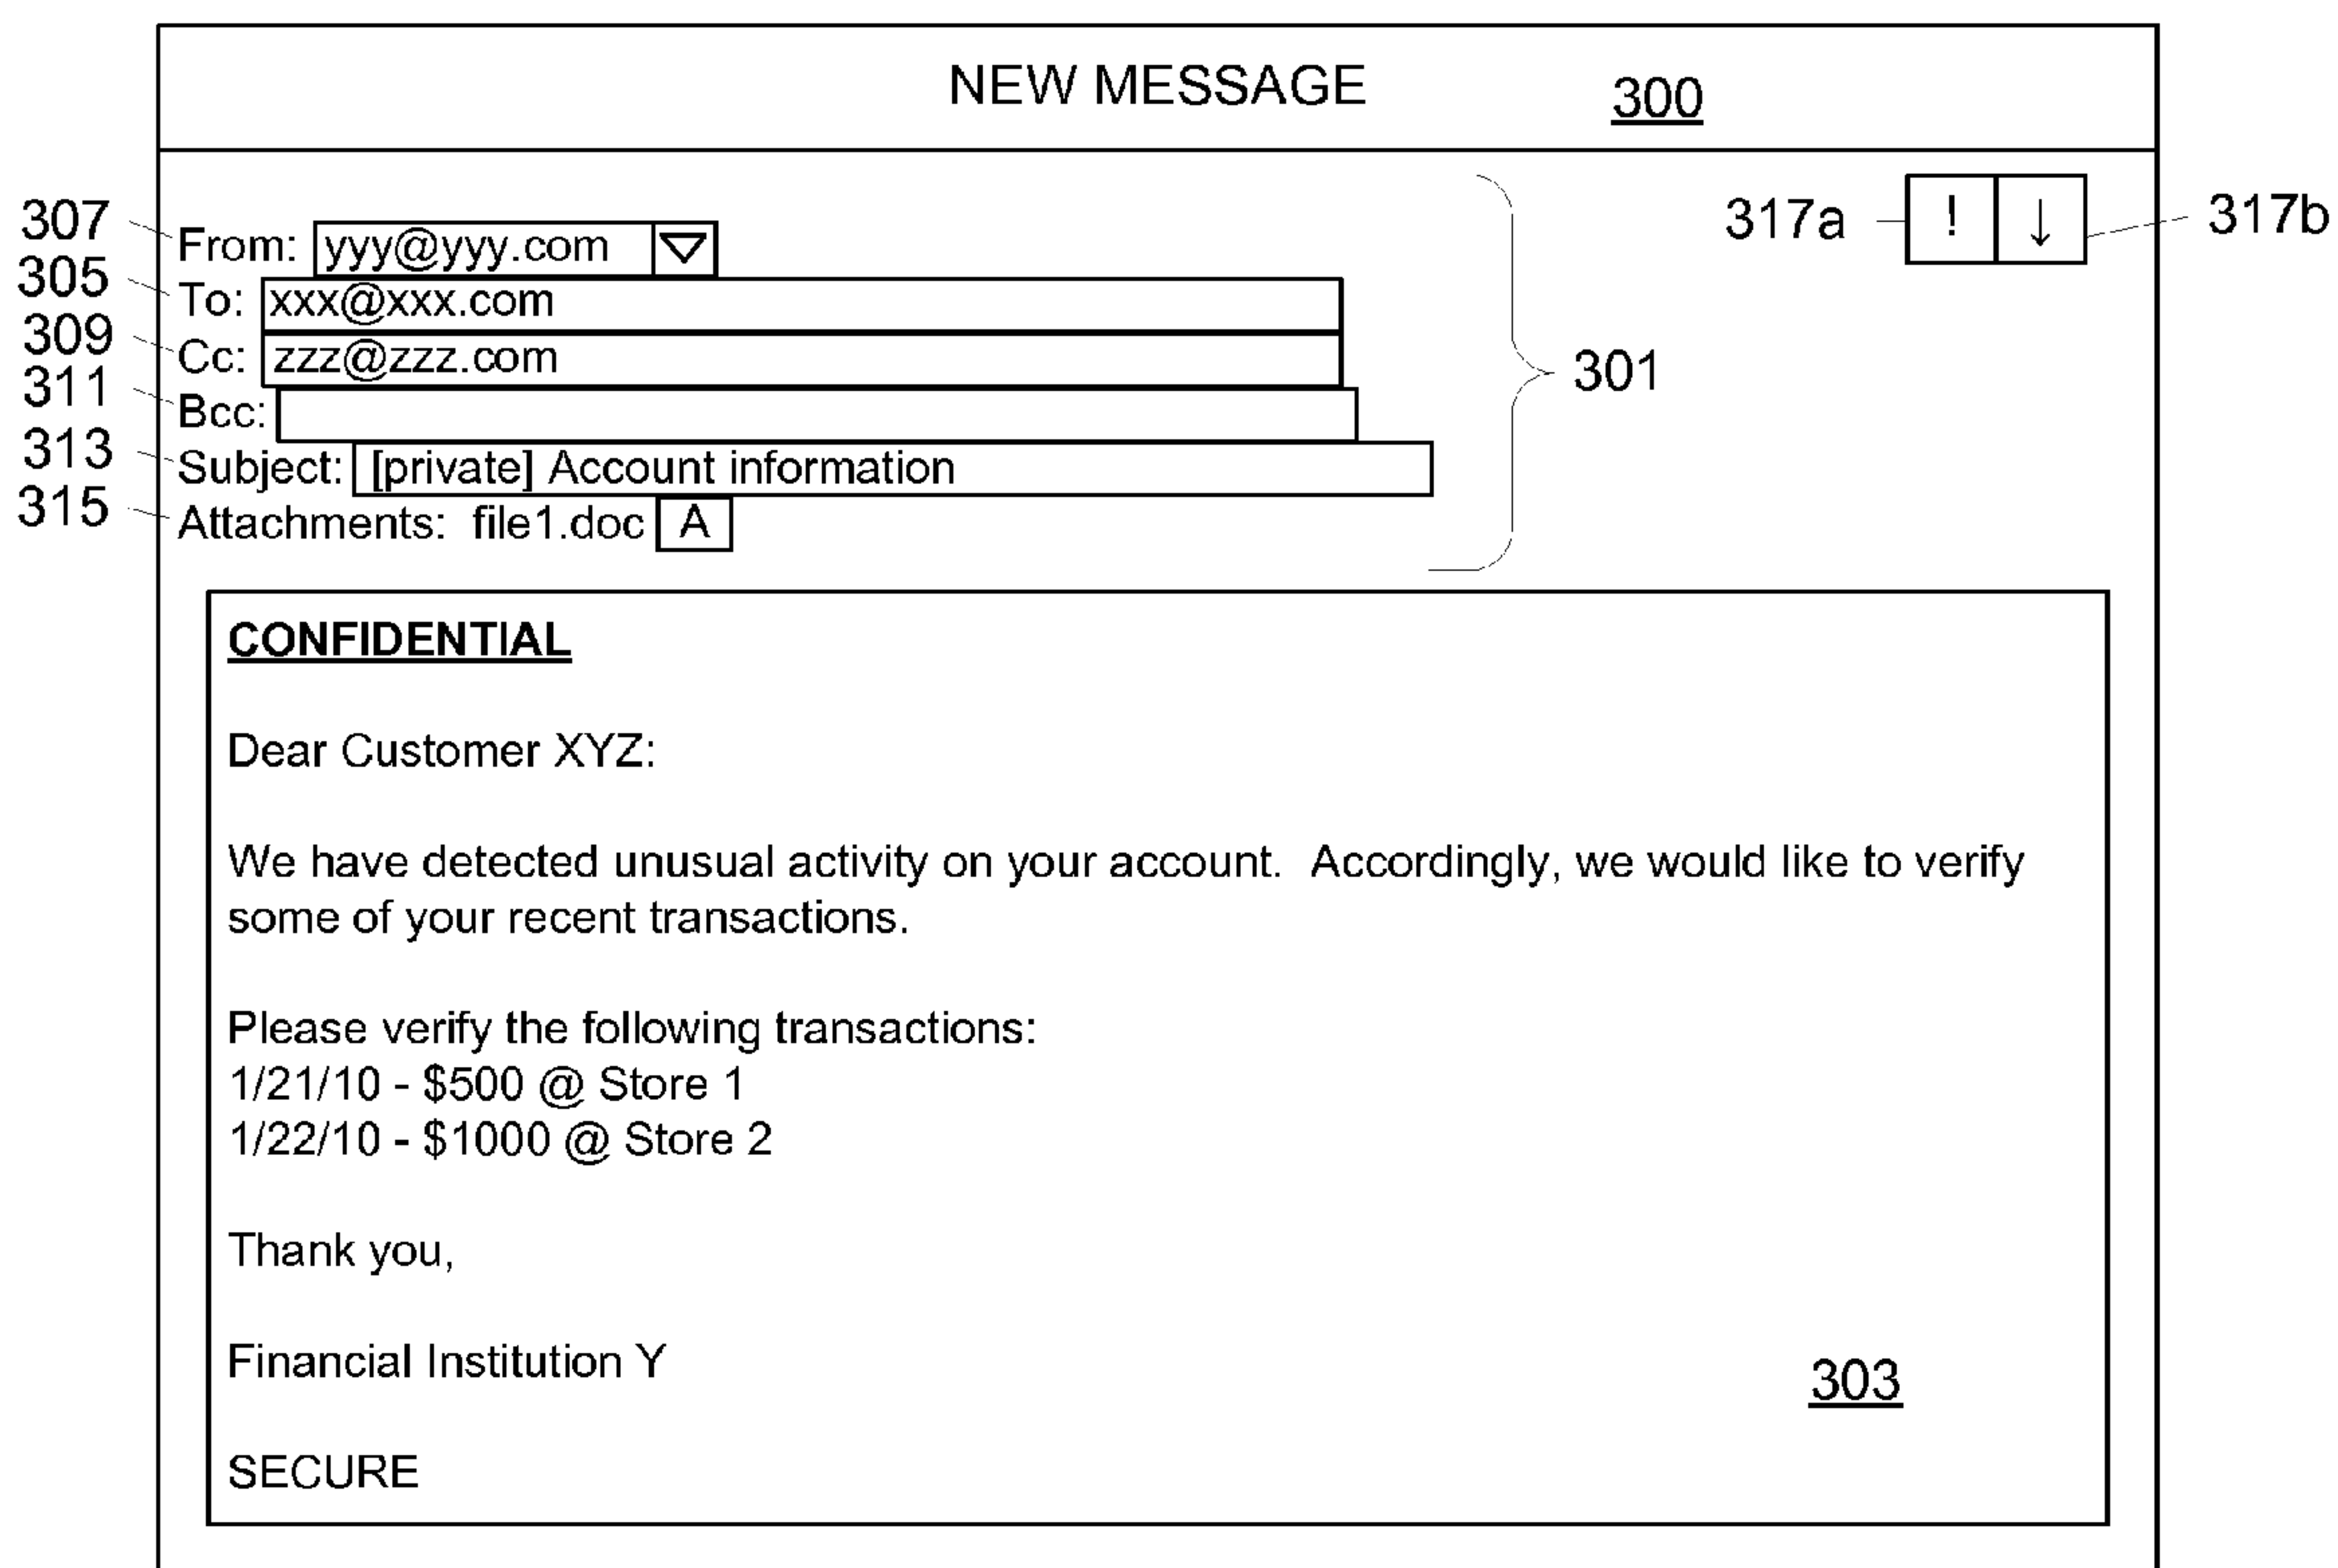 NEW MESSAGE 300
317a ! ↓ 317b
307 From: yyy@yyy.com
305 To: xxx@xxx.com
309 Cc: zzz@zzz.com
301
311 Bcc:
313 Subject: [private] Account information
315 Attachments: file1.doc A
CONFIDENTIAL
Dear Customer XYZ:
We have detected unusual activity on your account. Accordingly, we would like to verify
some of your recent transactions.
Please verify the following transactions:
1/21/10 - $500 @ Store 1
1/22/10 - $1000 @ Store 2
Thank you,
Financial Institution Y
303
SECURE